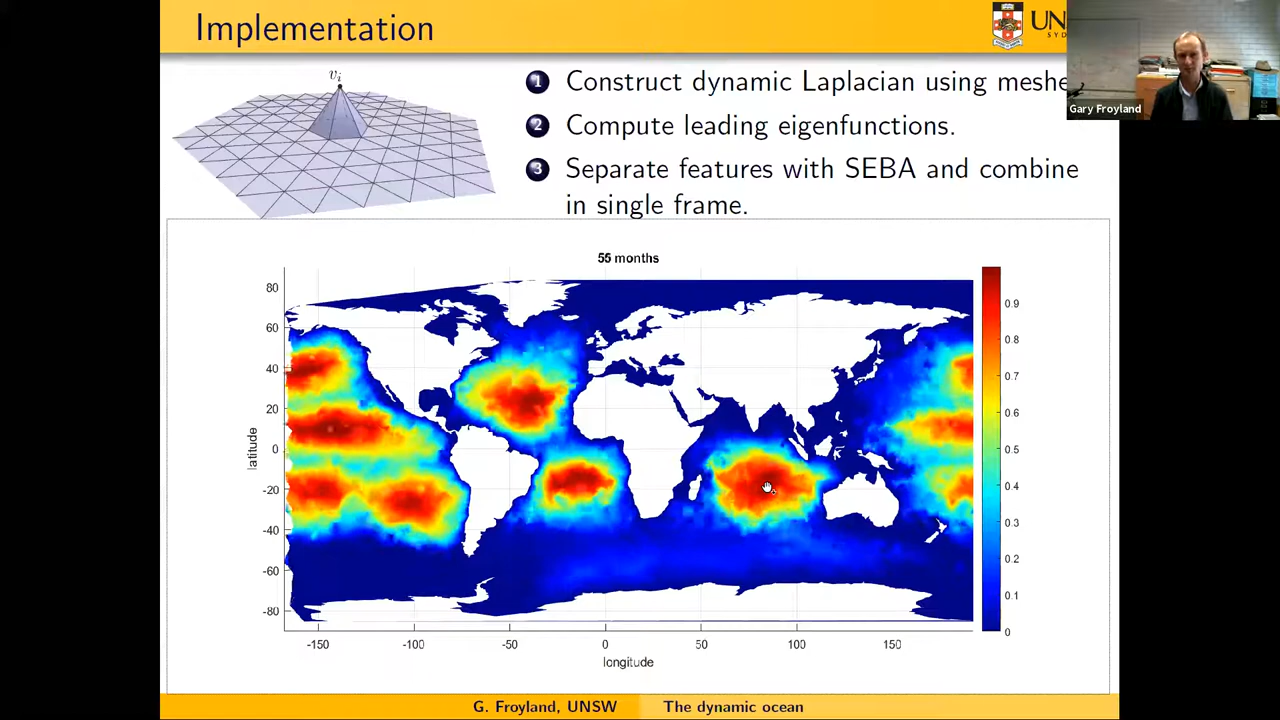 Implementation
UN
SY
v_i
1 Construct dynamic Laplacian using meshe
2 Compute leading eigenfunctions.
3 Separate features with SEBA and combine
in single frame.
Gary Froyland
55 months
80
60
40
20
0
-20
-40
-60
-80
latitude
-150 -100 -50 0 50 100 150
longitude
0.9
0.8
0.7
0.6
0.5
0.4
0.3
0.2
0.1
0
G. Froyland, UNSW The dynamic ocean